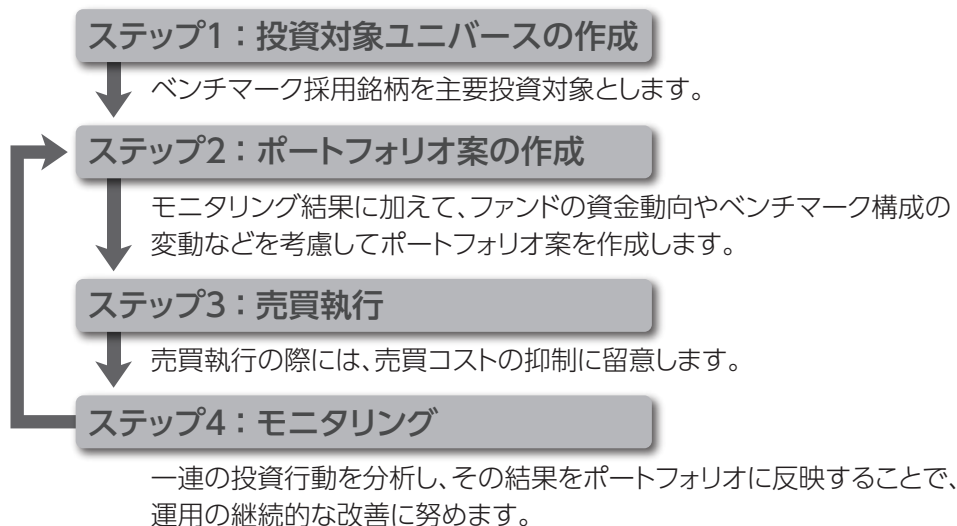 ステップ1：投資対象ユニバースの作成
ベンチマーク採用銘柄を主要投資対象とします。
ステップ2：ポートフォリオ案の作成
モニタリング結果に加えて、ファンドの資金動向やベンチマーク構成の
変動などを考慮してポートフォリオ案を作成します。
ステップ3：売買執行
売買執行の際には、売買コストの抑制に留意します。
ステップ4：モニタリング
一連の投資行動を分析し、その結果をポートフォリオに反映することで、
運用の継続的な改善に努めます。